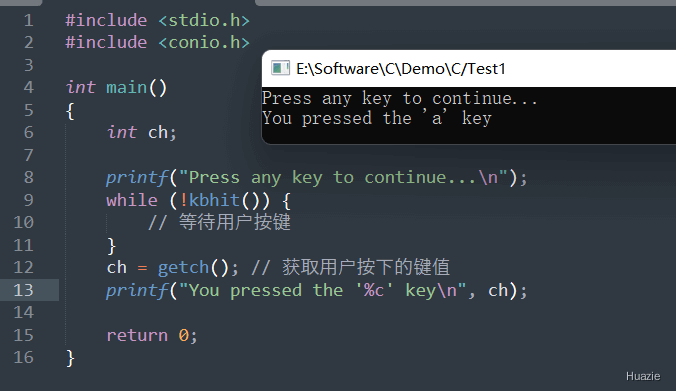 1 #include <stdio.h>
2 #include <conio.h>
3
4 int main()
5 {
6 int ch;
7
8 printf("Press any key to continue...\n");
9 while (!kbhit()) {
10 // 等待用户按键
11 }
12 ch = getch(); // 获取用户按下的键值
13 printf("You pressed the '%c' key\n", ch);
14
15 return 0;
16 }
E:\Software\C\Demo\C/Test1
Press any key to continue...
You pressed the 'a' key
Huazie